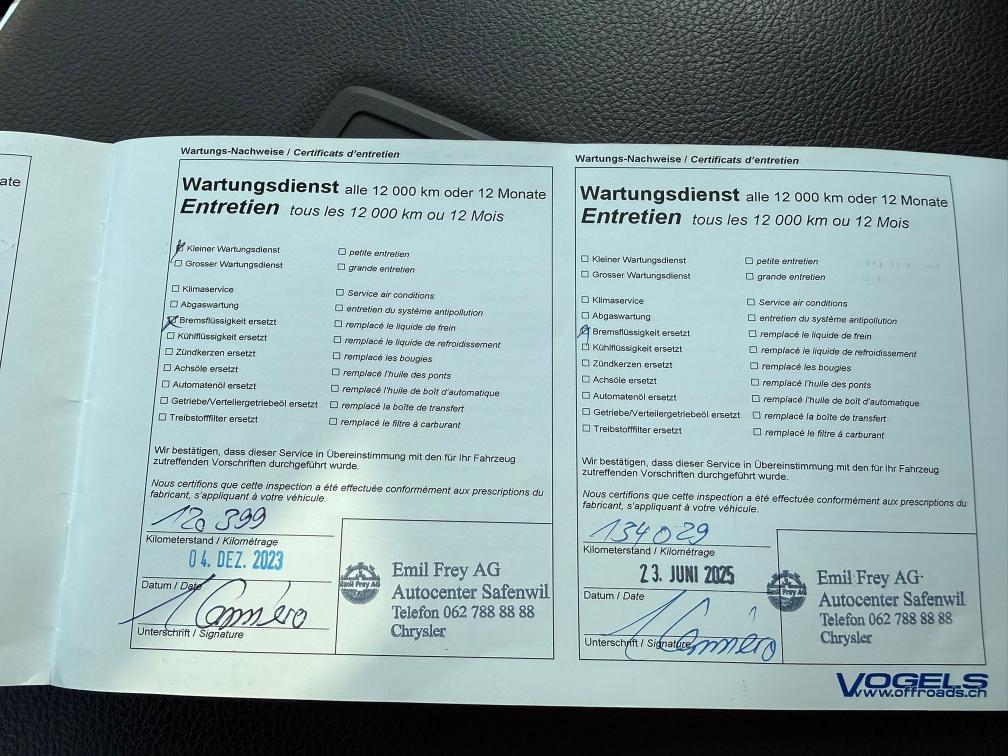 ate
Wartungs-Nachweise / Certificats d'entretien
Wartungsdienst alle 12 000 km oder 12 Monate
Entretien tous les 12 000 km ou 12 Mois
Kleiner Wartungsdienst petite entretien
Grosser Wartungsdienst grande entretien
Klimaservice Service air conditions
Abgaswartung entretien du systéme antipollution
Bremsflüssigkeit ersetzt remplacé le liquide de frein
Kühlflüssigkeit ersetzt remplacé le liquide de refroidissement
Zündkerzen ersetzt remplacé les bougies
Achsöle ersetzt remplacé l'huile des ponts
Automatenöl ersetzt remplacé l'huile de boît d'automatique
Getriebe/Verteilergetriebeöl ersetzt remplacé la boîte de transfert
Treibstofffilter ersetzt remplacé le filtre à carburant
Wir bestätigen, dass dieser Service in Übereinstimmung mit den für Ihr Fahrzeug
zutreffenden Vorschriften durchgeführt wurde.
Nous certifions que cette inspection a été effectuée conformément aux prescriptions du
fabricant, s'appliquant à votre véhicule.
120 399
Kilometerstand / Kilométrage
04. DEZ. 2023
Datum / Date
Unterschrift / Signature
Emil Frey AG
Emil Frey AG
Autocenter Safenwil
Telefon 062 788 88 88
Chrysler
Wartungs-Nachweise / Certificats d'entretien
Wartungsdienst alle 12 000 km oder 12 Monate
Entretien tous les 12 000 km ou 12 Mois
Kleiner Wartungsdienst petite entretien
Grosser Wartungsdienst grande entretien
Klimaservice Service air conditions
Abgaswartung entretien du systéme antipollution
Bremsflüssigkeit ersetzt remplacé le liquide de frein
Kühlflüssigkeit ersetzt remplacé le liquide de refroidissement
Zündkerzen ersetzt remplacé les bougies
Achsöle ersetzt remplacé l'huile des ponts
Automatenöl ersetzt remplacé l'huile de boît d'automatique
Getriebe/Verteilergetriebeöl ersetzt remplacé la boîte de transfert
Treibstofffilter ersetzt remplacé le filtre à carburant
Wir bestätigen, dass dieser Service in Übereinstimmung mit den für Ihr Fahrzeug
zutreffenden Vorschriften durchgeführt wurde.
Nous certifions que cette inspection a été effectuée conformément aux prescriptions du
fabricant, s'appliquant à votre véhicule.
134029
Kilometerstand / Kilométrage
23. JUNI 2025
Datum / Date
Unterschrift / Signature
Emil Frey AG
Emil Frey AG
Autocenter Safenwil
Telefon 062 788 88 88
Chrysler
VOGELS
www.offroads.ch